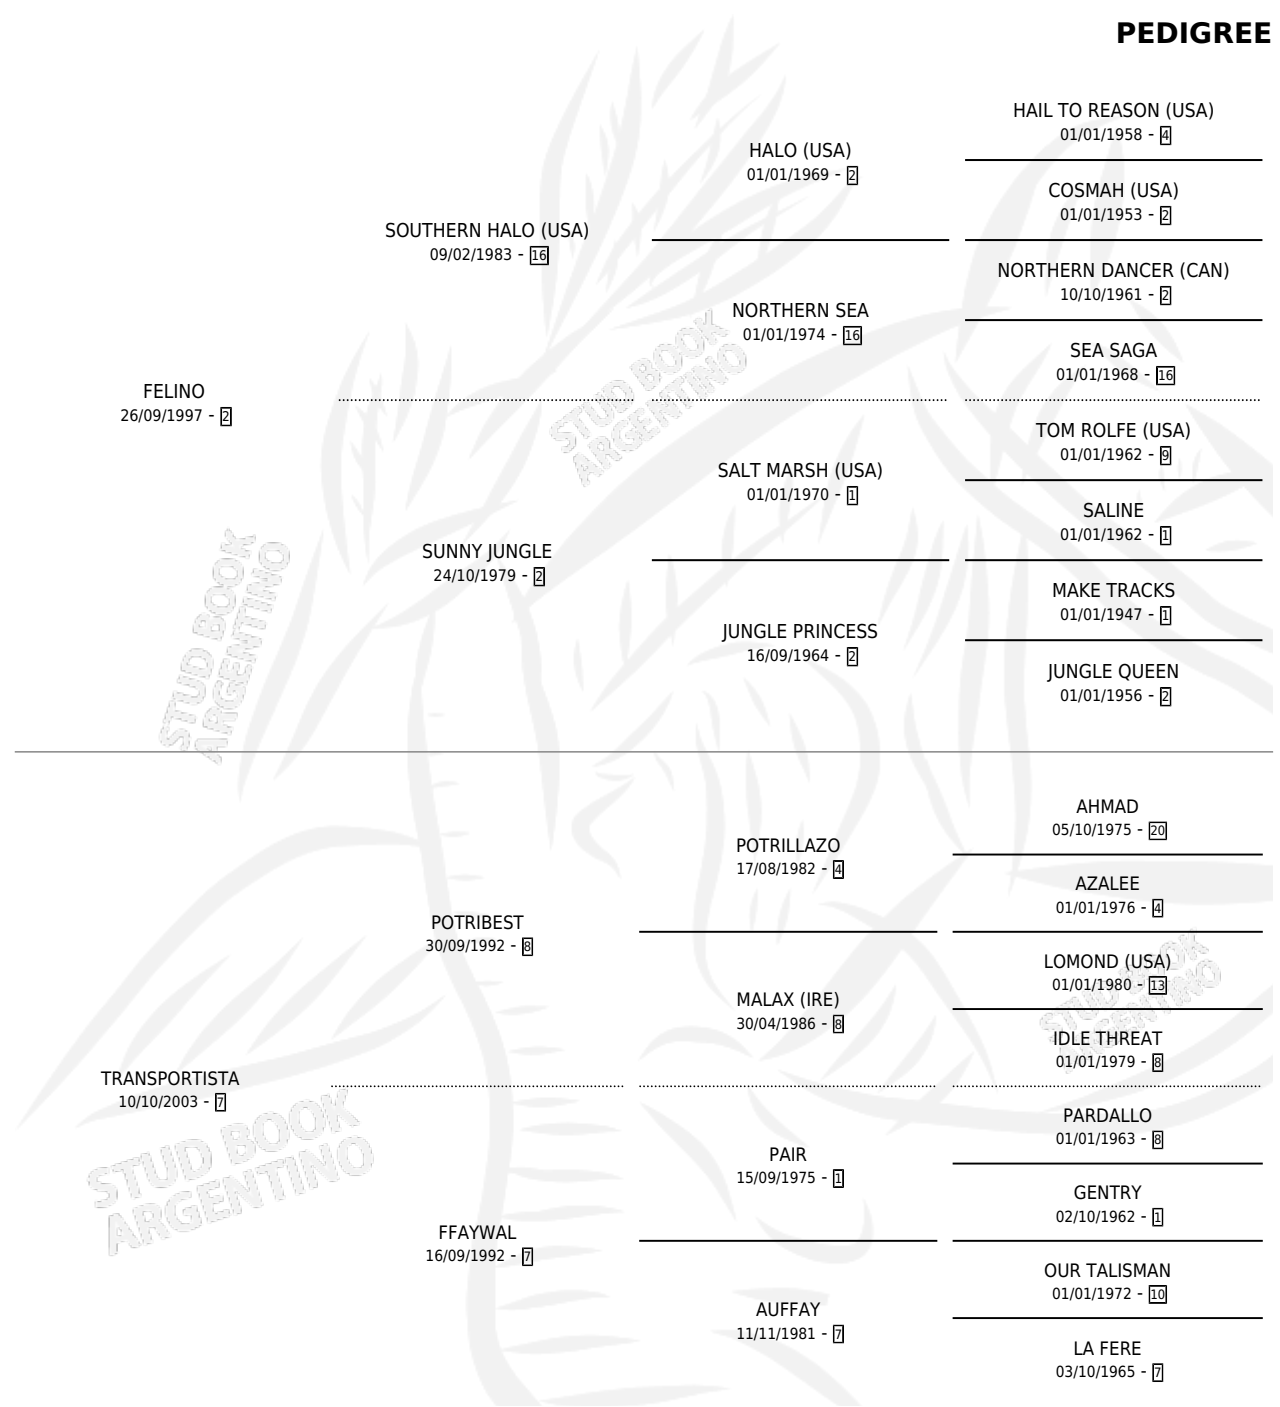 PEDIGREE
HAIL TO REASON (USA)
01/01/1958 - 4
HALO (USA)
01/01/1969 - 2
COSMAH (USA)
01/01/1953 - 2
SOUTHERN HALO (USA)
09/02/1983 - 16
NORTHERN DANCER (CAN)
10/10/1961 - 2
NORTHERN SEA
01/01/1974 - 16
SEA SAGA
01/01/1968 - 16
FELINO
26/09/1997 - 2
TOM ROLFE (USA)
01/01/1962 - 9
SALT MARSH (USA)
01/01/1970 - 1
SALINE
01/01/1962 - 1
SUNNY JUNGLE
24/10/1979 - 2
MAKE TRACKS
01/01/1947 - 1
JUNGLE PRINCESS
16/09/1964 - 2
JUNGLE QUEEN
01/01/1956 - 2
AHMAD
05/10/1975 - 20
POTRILLAZO
17/08/1982 - 4
AZALEE
01/01/1976 - 4
POTRIBEST
30/09/1992 - 8
LOMOND (USA)
01/01/1980 - 13
MALAX (IRE)
30/04/1986 - 8
IDLE THREAT
01/01/1979 - 8
TRANSPORTISTA
10/10/2003 - 7
PARDALLO
01/01/1963 - 8
PAIR
15/09/1975 - 1
GENTRY
02/10/1962 - 1
FFAYWAL
16/09/1992 - 7
OUR TALISMAN
01/01/1972 - 10
AUFFAY
11/11/1981 - 7
LA FERE
03/10/1965 - 7
STUD BOOK
ARGENTINO
STUD BOOK
ARGENTINO
STUD BOOK
ARGENTINO
STUD BOOK
ARGENTINO